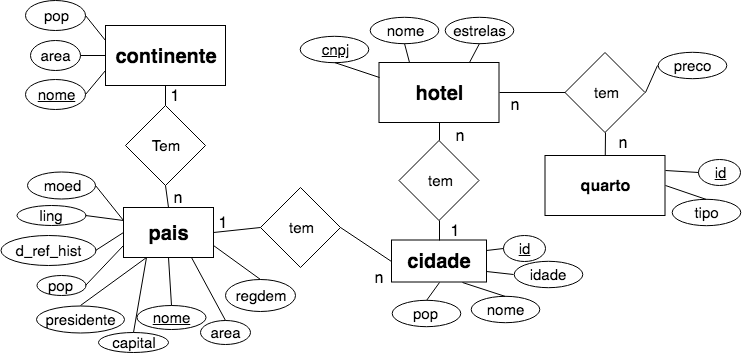 pop
area
nome
continente
1
Tem
n
moed
ling
d_ref_hist
pop
presidente
capital
nome
area
regdem
pais
1
tem
n
cnpj
nome
estrelas
hotel
n
tem
preco
n
quarto
id
tipo
n
tem
1
cidade
id
idade
nome
pop